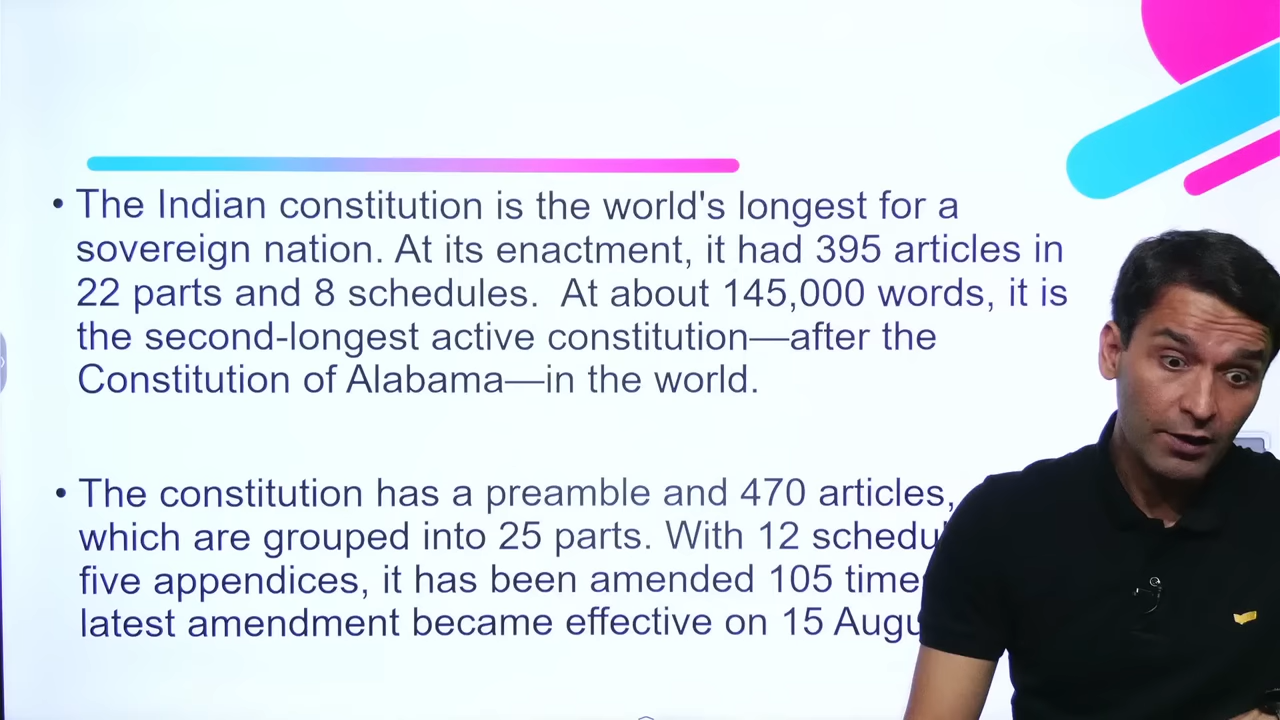 • The Indian constitution is the world's longest for a
sovereign nation. At its enactment, it had 395 articles in
22 parts and 8 schedules.  At about 145,000 words, it is
the second-longest active constitution—after the
Constitution of Alabama—in the world.
• The constitution has a preamble and 470 articles,
which are grouped into 25 parts. With 12
five appendices, it has been amended 105
latest amendment became effective on 15